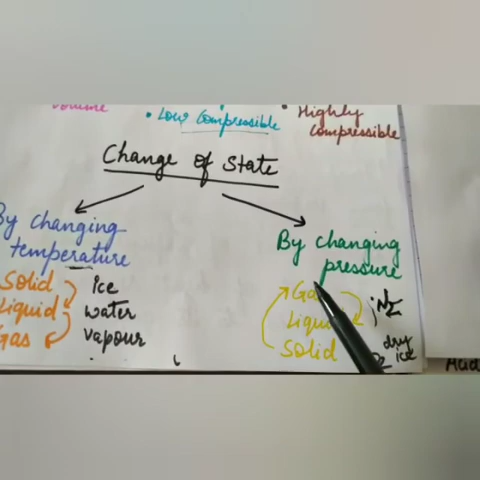 volume
• Low compressible
• Highly compressible
Change of State
By changing temperature
Solid ice
Liquid water
Gas vapour
By changing pressure
Gas
Liquid
Solid dry ice